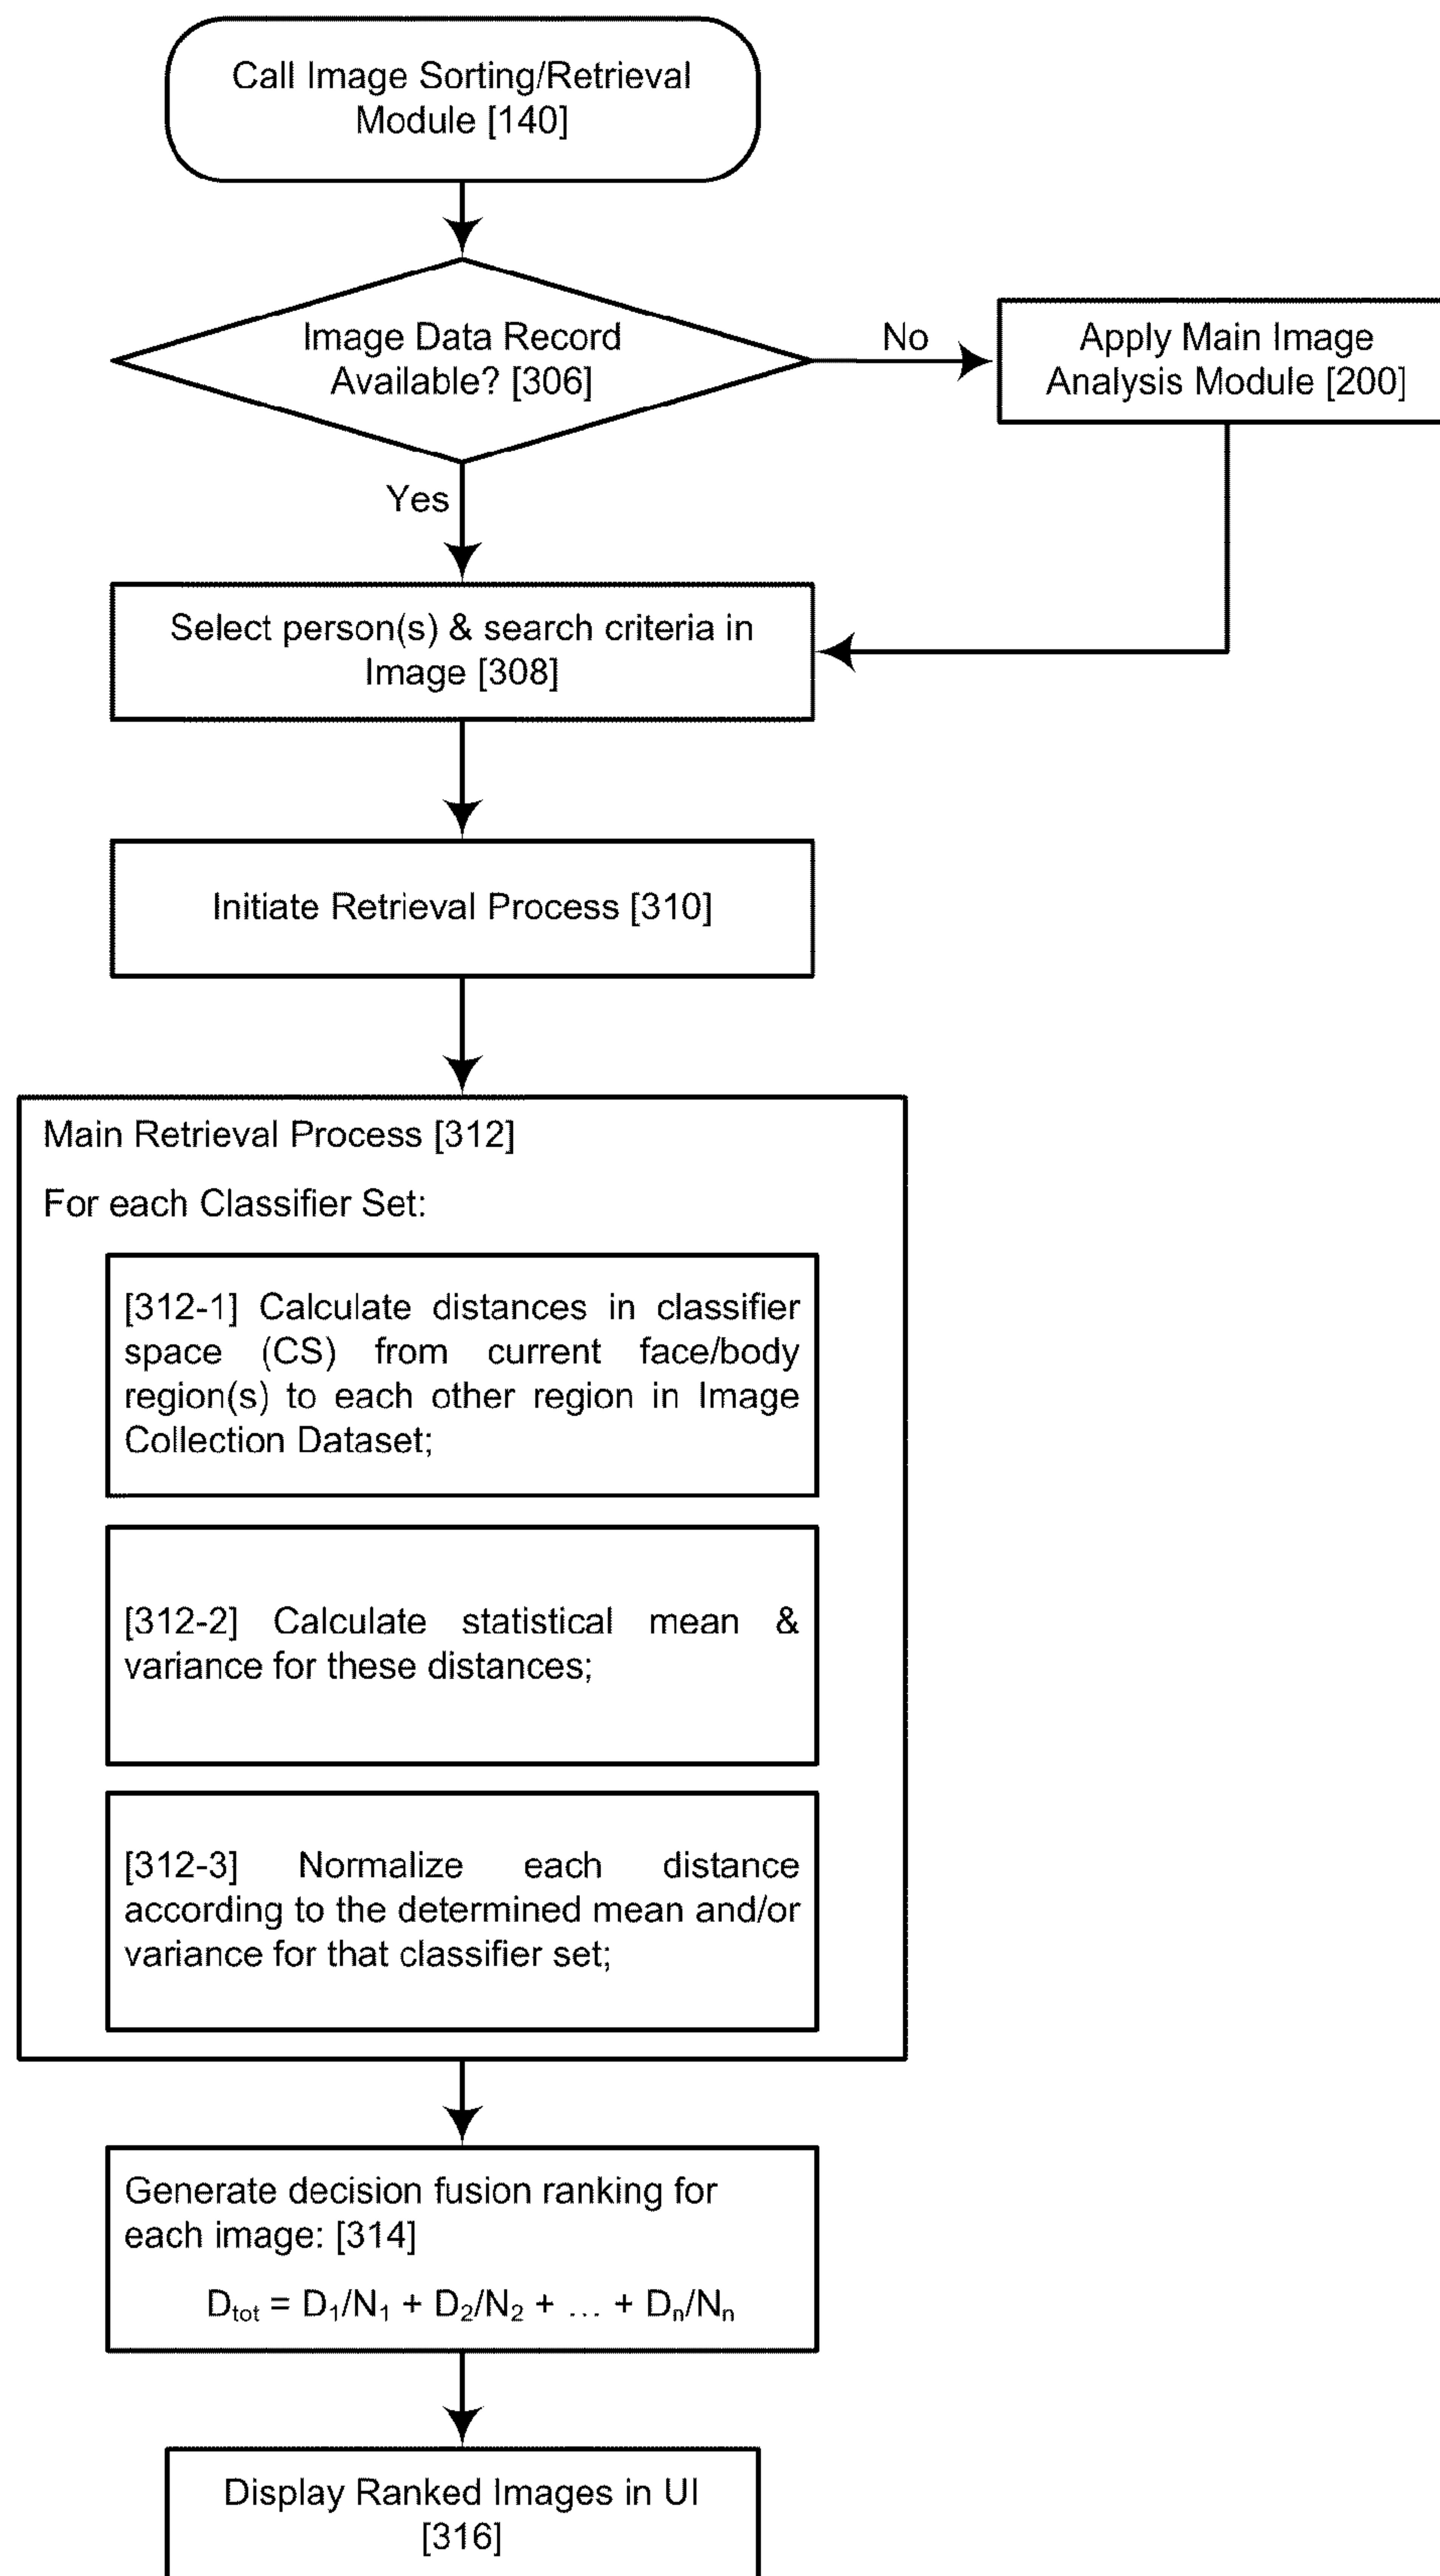 Call Image Sorting/Retrieval
Module [140]
Image Data Record
Available? [306]
No
Apply Main Image
Analysis Module [200]
Yes
Select person(s) & search criteria in
Image [308]
Initiate Retrieval Process [310]
Main Retrieval Process [312]
For each Classifier Set:
[312-1] Calculate distances in classifier
space (CS) from current face/body
region(s) to each other region in Image
Collection Dataset;
[312-2] Calculate statistical mean &
variance for these distances;
[312-3] Normalize each distance
according to the determined mean and/or
variance for that classifier set;
Generate decision fusion ranking for
each image: [314]
D_tot = D₁/N₁ + D₂/N₂ + … + Dₙ/Nₙ
Display Ranked Images in UI
[316]